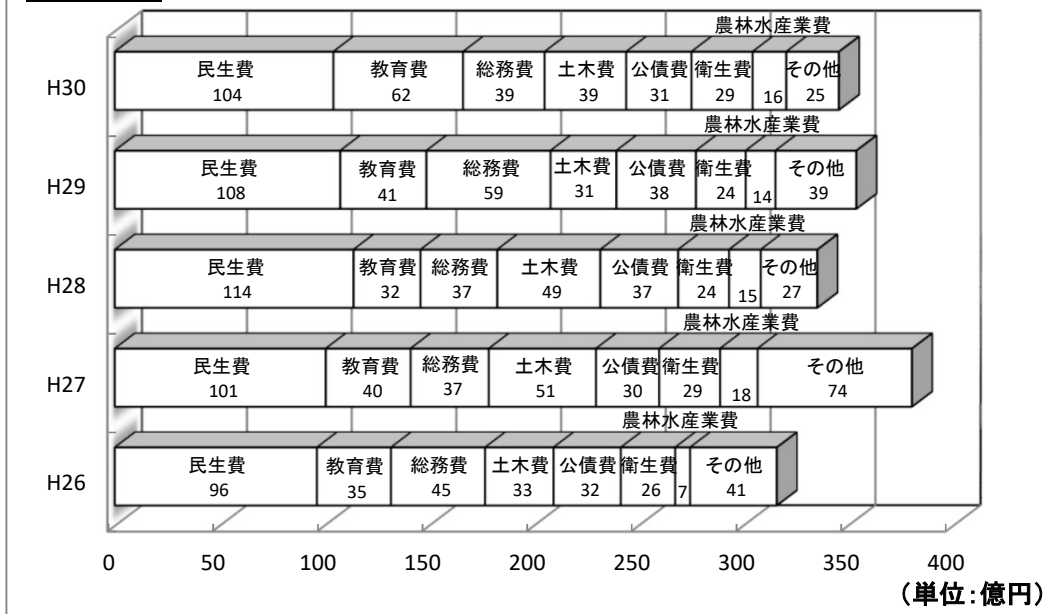 農林水産業費
H30 民生費 教育費 総務費 土木費 公債費 衛生費 その他
104 62 39 39 31 29 16 25
農林水産業費
H29 民生費 教育費 総務費 土木費 公債費 衛生費 その他
108 41 59 31 38 24 14 39
農林水産業費
H28 民生費 教育費 総務費 土木費 公債費 衛生費 その他
114 32 37 49 37 24 15 27
農林水産業費
H27 民生費 教育費 総務費 土木費 公債費 衛生費 その他
101 40 37 51 30 29 18 74
農林水産業費
H26 民生費 教育費 総務費 土木費 公債費 衛生費 その他
96 35 45 33 32 26 7 41
0 50 100 150 200 250 300 350 400
(単位:億円)